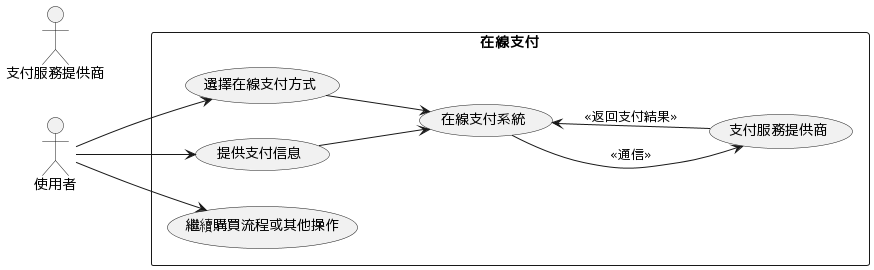 支付服務提供商
在線支付
選擇在線支付方式
在線支付系統
«返回支付結果»
支付服務提供商
提供支付信息
«通信»
使用者
繼續購買流程或其他操作